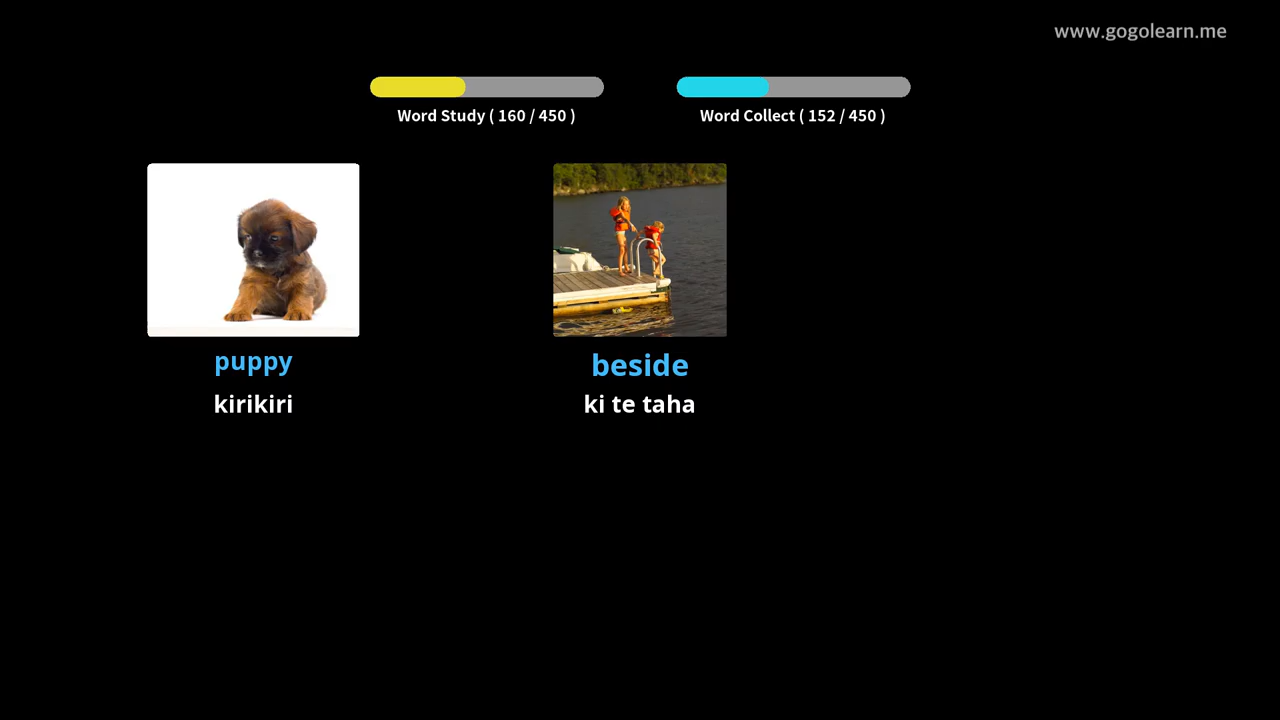 www.gogolearn.me
Word Study ( 160 / 450 )
Word Collect ( 152 / 450 )
puppy
kirikiri
beside
ki te taha